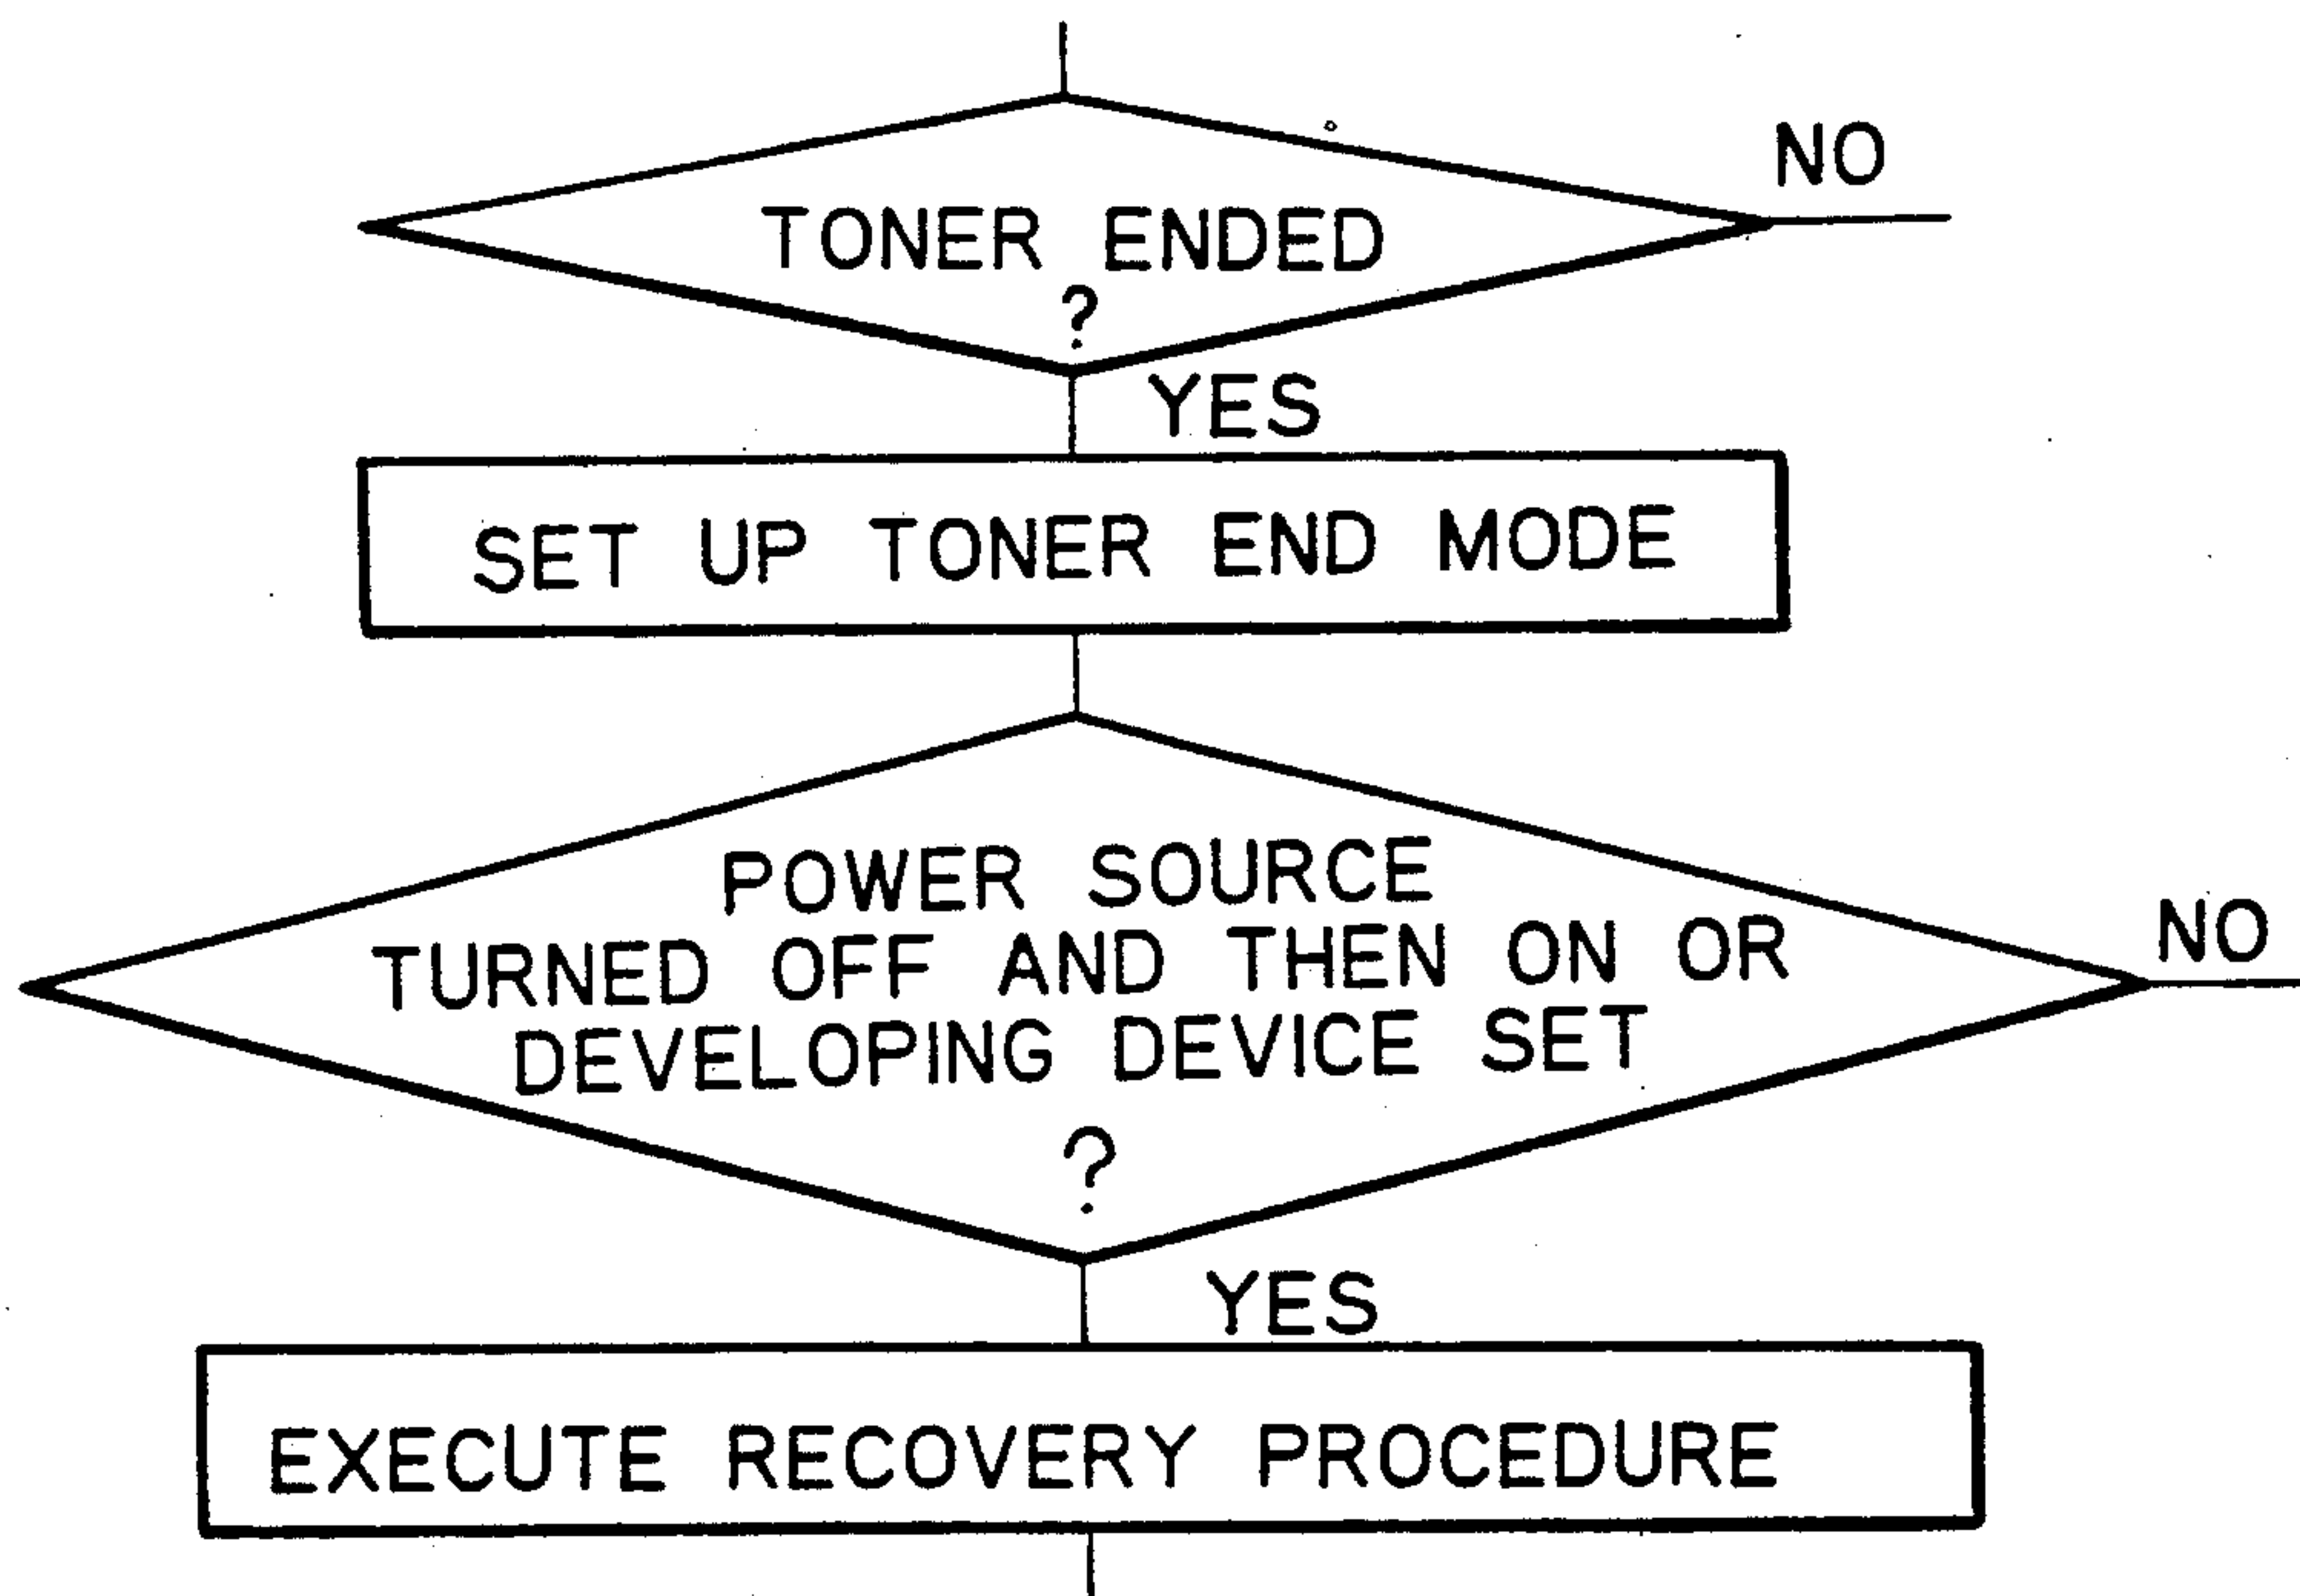 NO
TONER ENDED
?
YES
SET UP TONER END MODE
POWER SOURCE
TURNED OFF AND THEN ON OR
DEVELOPING DEVICE SET
?
NO
YES
EXECUTE RECOVERY PROCEDURE